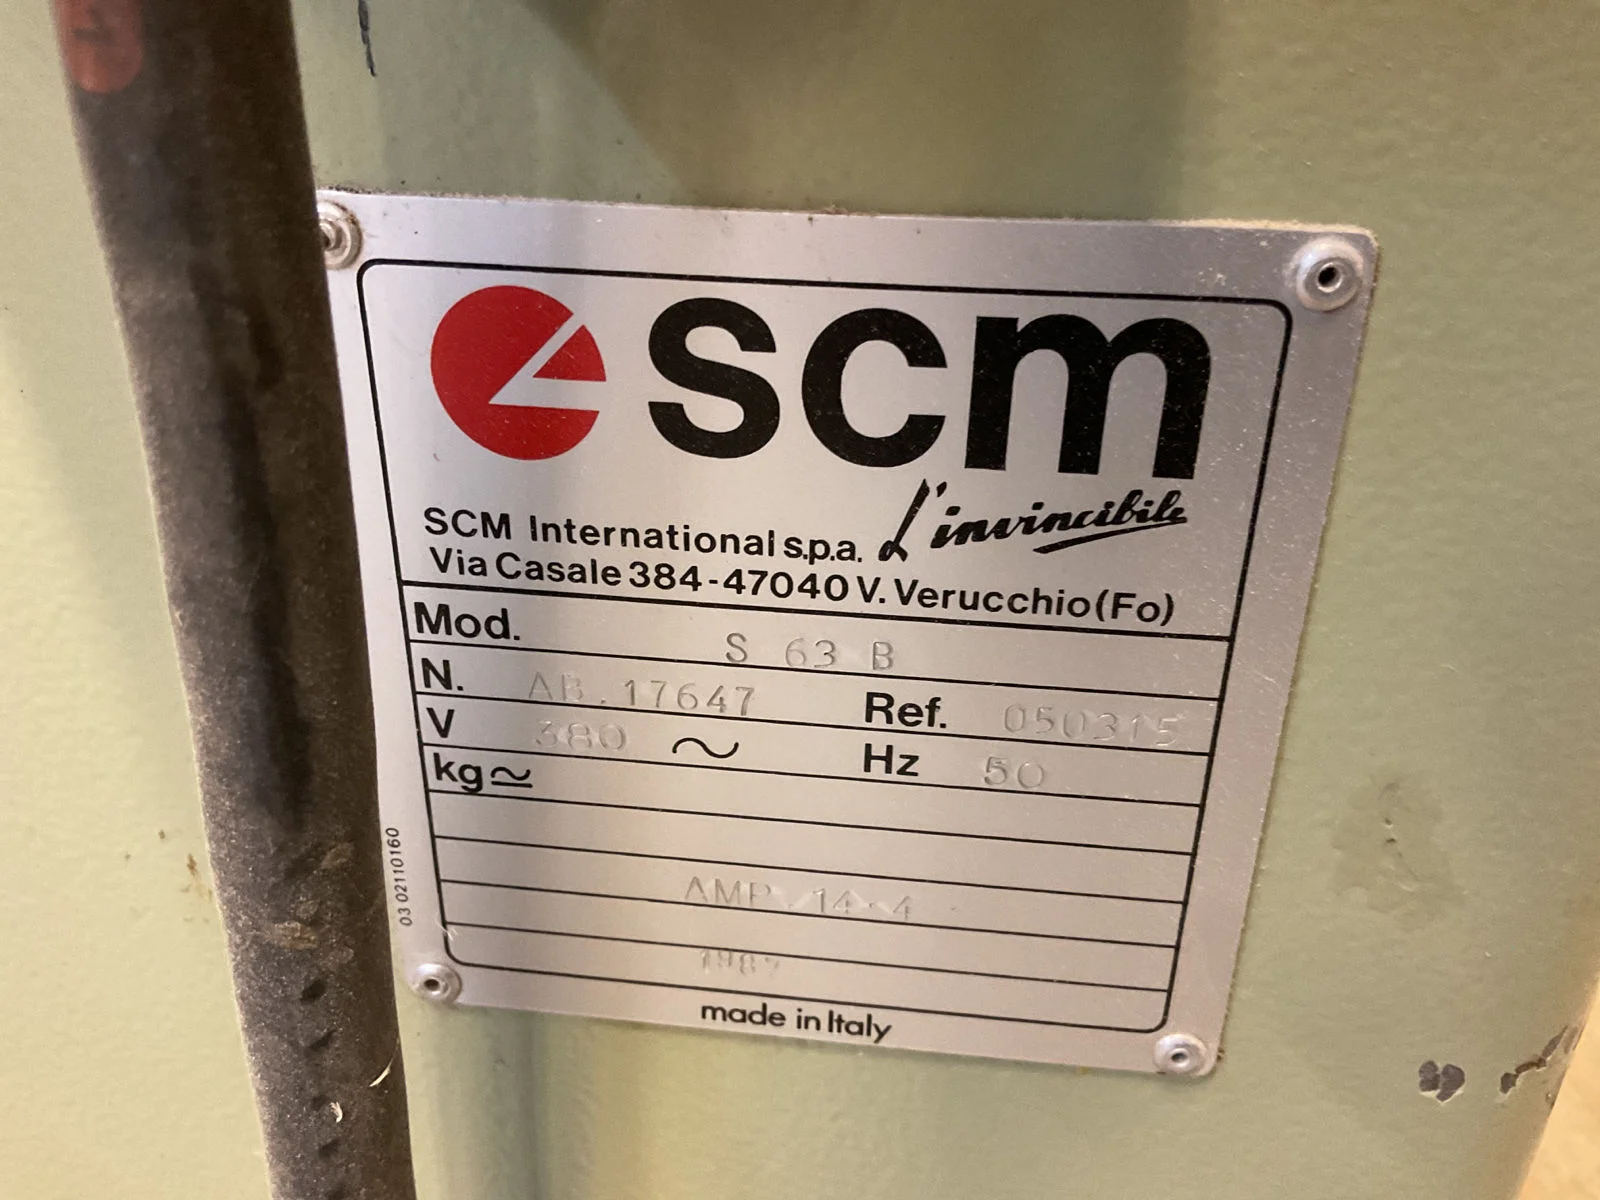 scm
L'invincibile
SCM International s.p.a.
Via Casale 384-47040 V. Verucchio (Fo)
Mod. S 63 B
N. AB.17647 Ref. 050315
V 380 ~ Hz 50
kg≃
AMP.14-4
1987
made in Italy
03 02110160